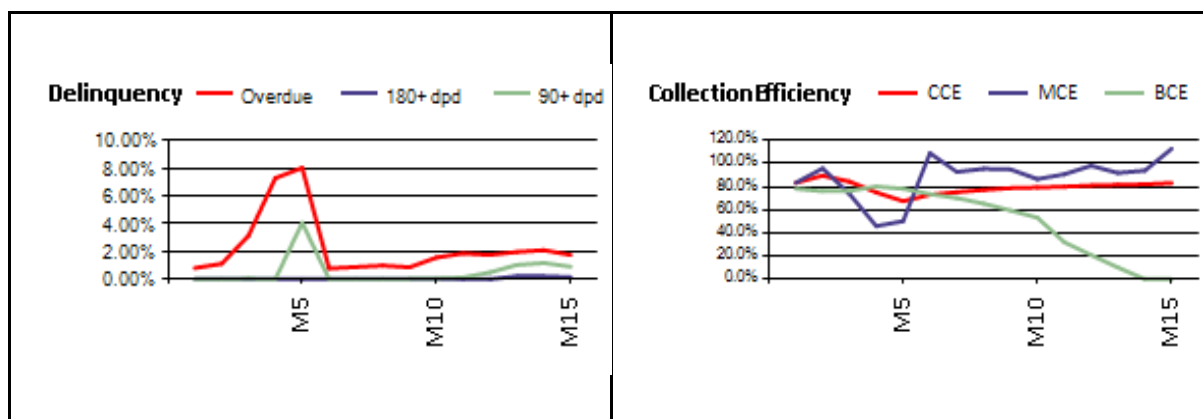 Delinquency Overdue 180+ dpd 90+ dpd
10.00%
8.00%
6.00%
4.00%
2.00%
0.00%
M5
M10
M15
Collection Efficiency CCE MCE BCE
120.0%
100.0%
80.0%
60.0%
40.0%
20.0%
0.0%
M5
M10
M15